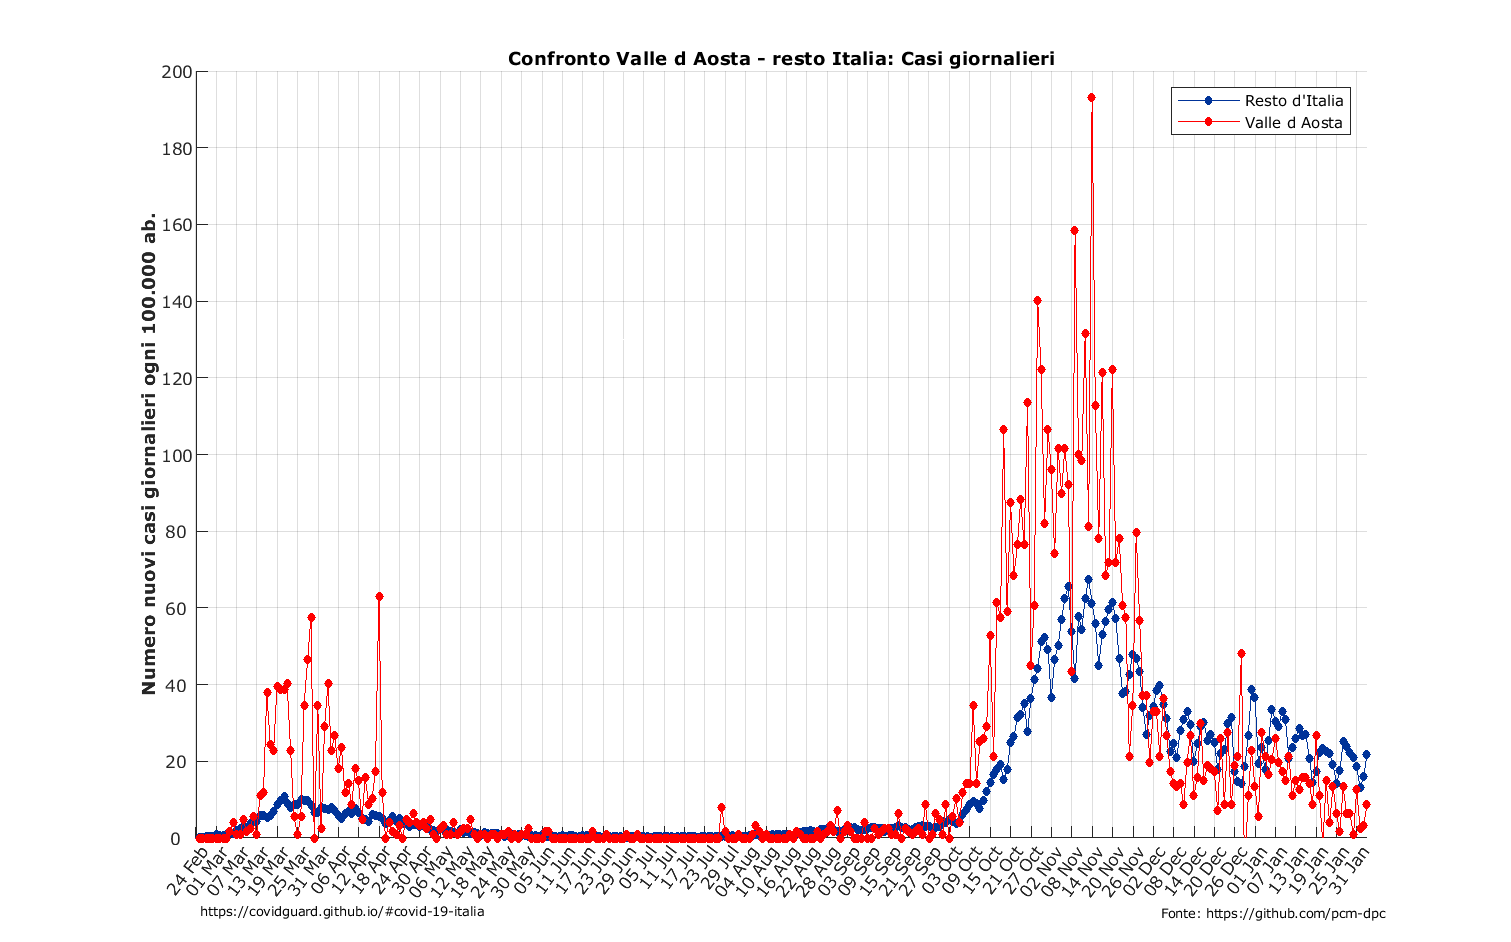 Confronto Valle d Aosta - resto Italia: Casi giornalieri
Resto d'Italia
Valle d Aosta
Numero nuovi casi giornalieri ogni 100.000 ab.
200
180
160
140
120
100
80
60
40
20
0
24 Feb
01 Mar
07 Mar
13 Mar
19 Mar
25 Mar
31 Mar
06 Apr
12 Apr
18 Apr
24 Apr
30 Apr
06 May
12 May
18 May
24 May
30 May
05 Jun
11 Jun
17 Jun
23 Jun
29 Jun
05 Jul
11 Jul
17 Jul
23 Jul
29 Jul
04 Aug
10 Aug
16 Aug
22 Aug
28 Aug
03 Sep
09 Sep
15 Sep
21 Sep
27 Sep
03 Oct
09 Oct
15 Oct
21 Oct
27 Oct
02 Nov
08 Nov
14 Nov
20 Nov
26 Nov
02 Dec
08 Dec
14 Dec
20 Dec
26 Dec
01 Jan
07 Jan
13 Jan
19 Jan
25 Jan
31 Jan
https://covidguard.github.io/#covid-19-italia
Fonte: https://github.com/pcm-dpc